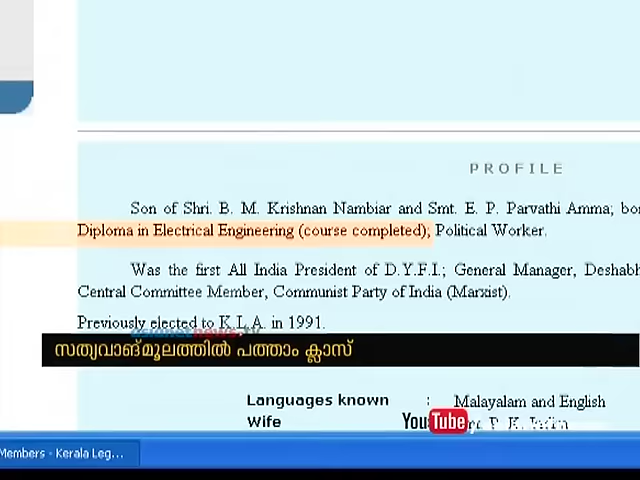 PROFILE
Son of Shri. B. M. Krishnan Nambiar and Smt. E. P. Parvathi Amma;
Diploma in Electrical Engineering (course completed); Political Worker.
Was the first All India President of D.Y.F.I.; General Manager,
Central Committee Member, Communist Party of India (Marxist).
Previously elected to K.L.A. in 1991.
asianetnews.tv
സത്യവാങ്മൂലത്തിൽ പത്താം ക്ലാസ്
Languages known : Malayalam and English
Wife
YouTube
Members - Kerala Leg...